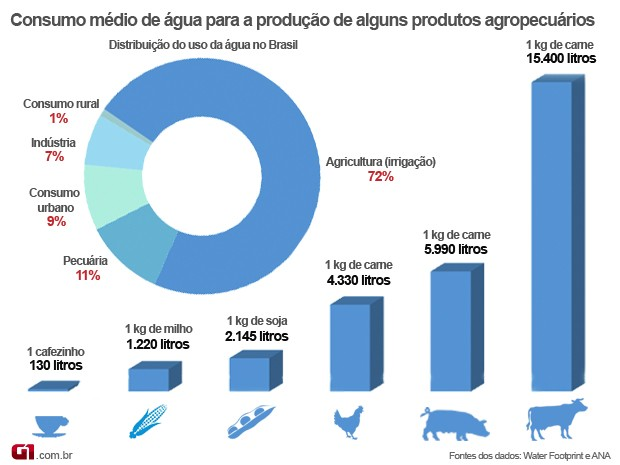 Consumo médio de água para a produção de alguns produtos agropecuários
Distribuição do uso da água no Brasil
Consumo rural
1%
Indústria
7%
Consumo
urbano
9%
Pecuária
11%
Agricultura (irrigação)
72%
1 cafezinho
130 litros
1 kg de milho
1.220 litros
1 kg de soja
2.145 litros
1 kg de carne
4.330 litros
1 kg de carne
5.990 litros
1 kg de carne
15.400 litros
G1.com.br
Fontes dos dados: Water Footprint e ANA